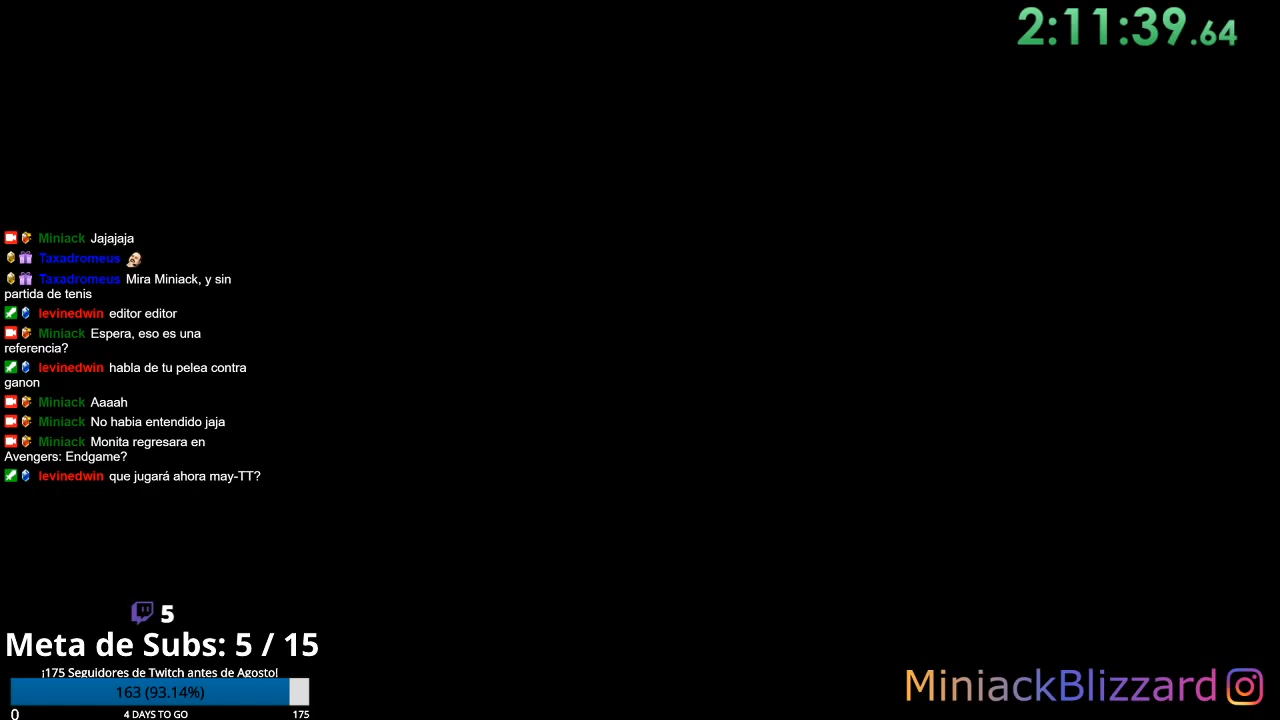 2:11:39.64
Miniack Jajajaja
Taxadromeus
Taxadromeus Mira Miniack, y sin
partida de tenis
levinedwin editor editor
Miniack Espera, eso es una
referencia?
levinedwin habla de tu pelea contra
ganon
Miniack Aaaah
Miniack No habia entendido jaja
Miniack Monita regresara en
Avengers: Endgame?
levinedwin que jugará ahora may-TT?
5
Meta de Subs: 5 / 15
¡175 Seguidores de Twitch antes de Agosto!
163 (93.14%)
0 4 DAYS TO GO 175
MiniackBlizzard